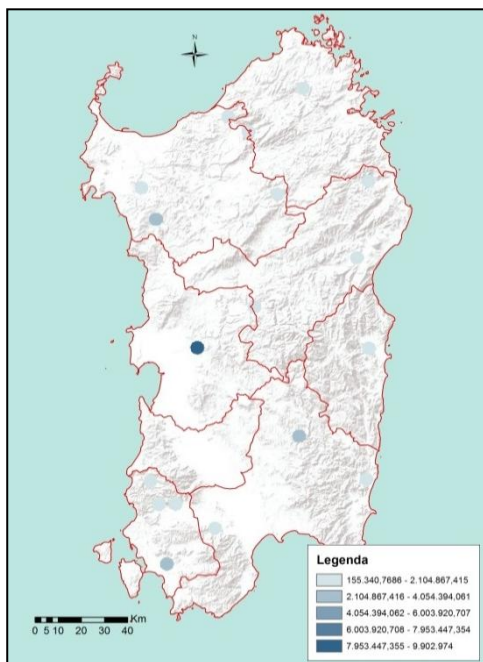 N
Legenda
155.340,7686 - 2.104.867,415
2.104.867,416 - 4.054.394,061
4.054.394,062 - 6.003.920,707
6.003.920,708 - 7.953.447,354
7.953.447,355 - 9.902.974
Km
0 5 10 20 30 40